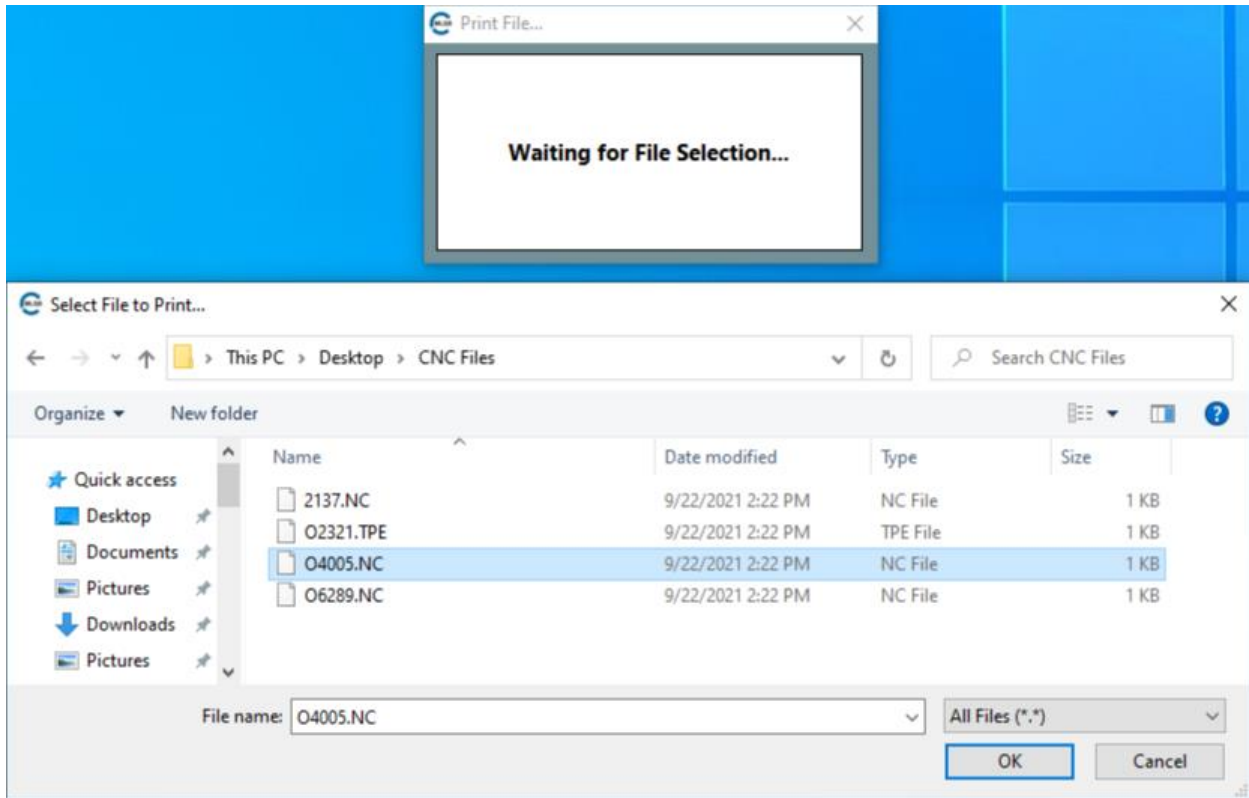 Print File...
Waiting for File Selection...
Select File to Print...
This PC > Desktop > CNC Files
Search CNC Files
Organize
New folder
Name Date modified Type Size
Quick access
Desktop
Documents
Pictures
Downloads
Pictures
2137.NC 9/22/2021 2:22 PM NC File 1 KB
O2321.TPE 9/22/2021 2:22 PM TPE File 1 KB
O4005.NC 9/22/2021 2:22 PM NC File 1 KB
O6289.NC 9/22/2021 2:22 PM NC File 1 KB
File name: O4005.NC
All Files (*.*)
OK Cancel